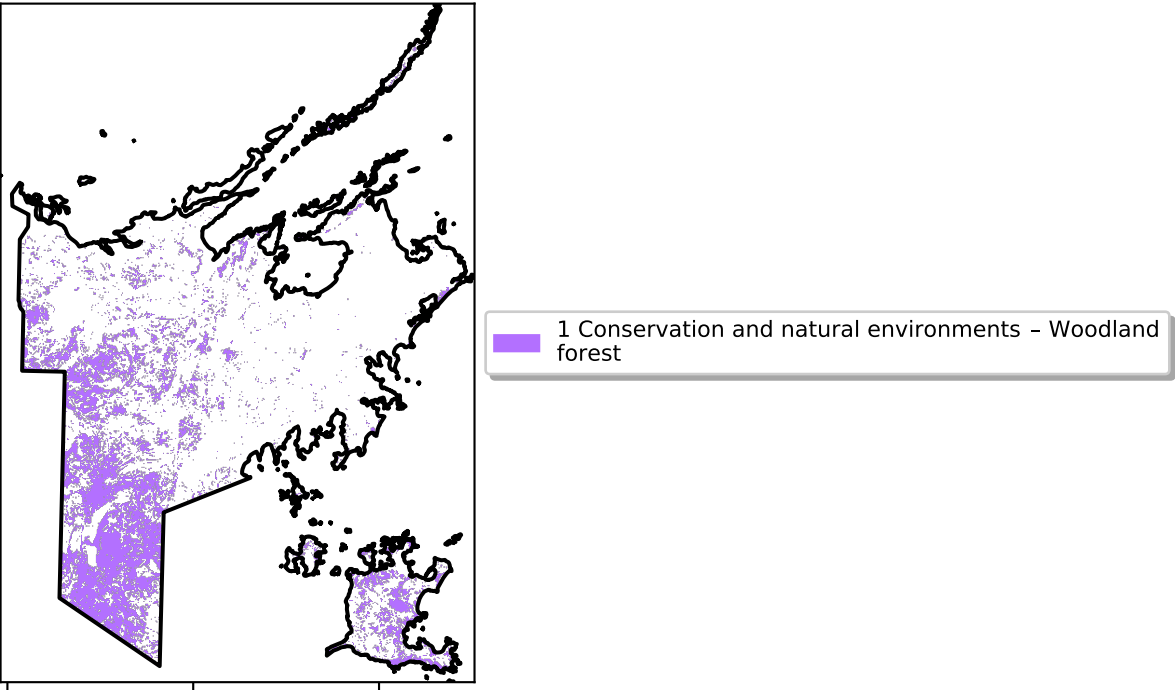 1 Conservation and natural environments – Woodland
forest